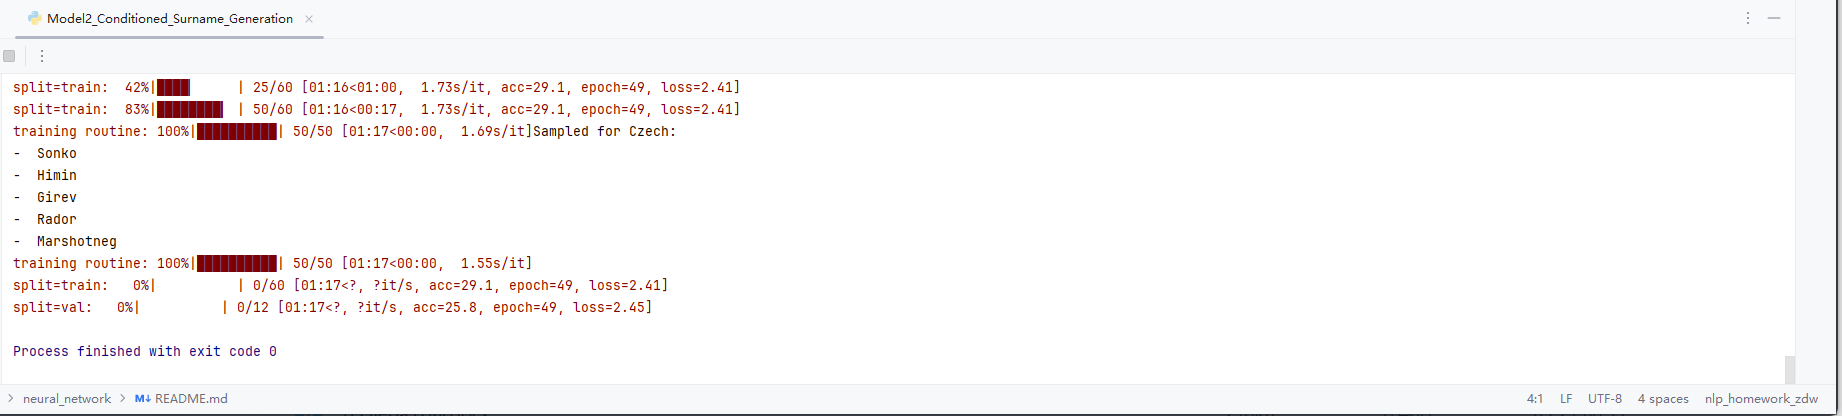 Model2_Conditioned_Surname_Generation
split=train:  42%|████▏     | 25/60 [01:16<01:00,  1.73s/it, acc=29.1, epoch=49, loss=2.41]
split=train:  83%|████████▎ | 50/60 [01:16<00:17,  1.73s/it, acc=29.1, epoch=49, loss=2.41]
training routine: 100%|██████████| 50/50 [01:17<00:00,  1.69s/it]Sampled for Czech:
-  Sonko
-  Himin
-  Girev
-  Rador
-  Marshotneg
training routine: 100%|██████████| 50/50 [01:17<00:00,  1.55s/it]
split=train:   0%|          | 0/60 [01:17<?, ?it/s, acc=29.1, epoch=49, loss=2.41]
split=val:   0%|          | 0/12 [01:17<?, ?it/s, acc=25.8, epoch=49, loss=2.45]
Process finished with exit code 0
neural_network > M↓ README.md 4:1 LF UTF-8 4 spaces nlp_homework_zdw